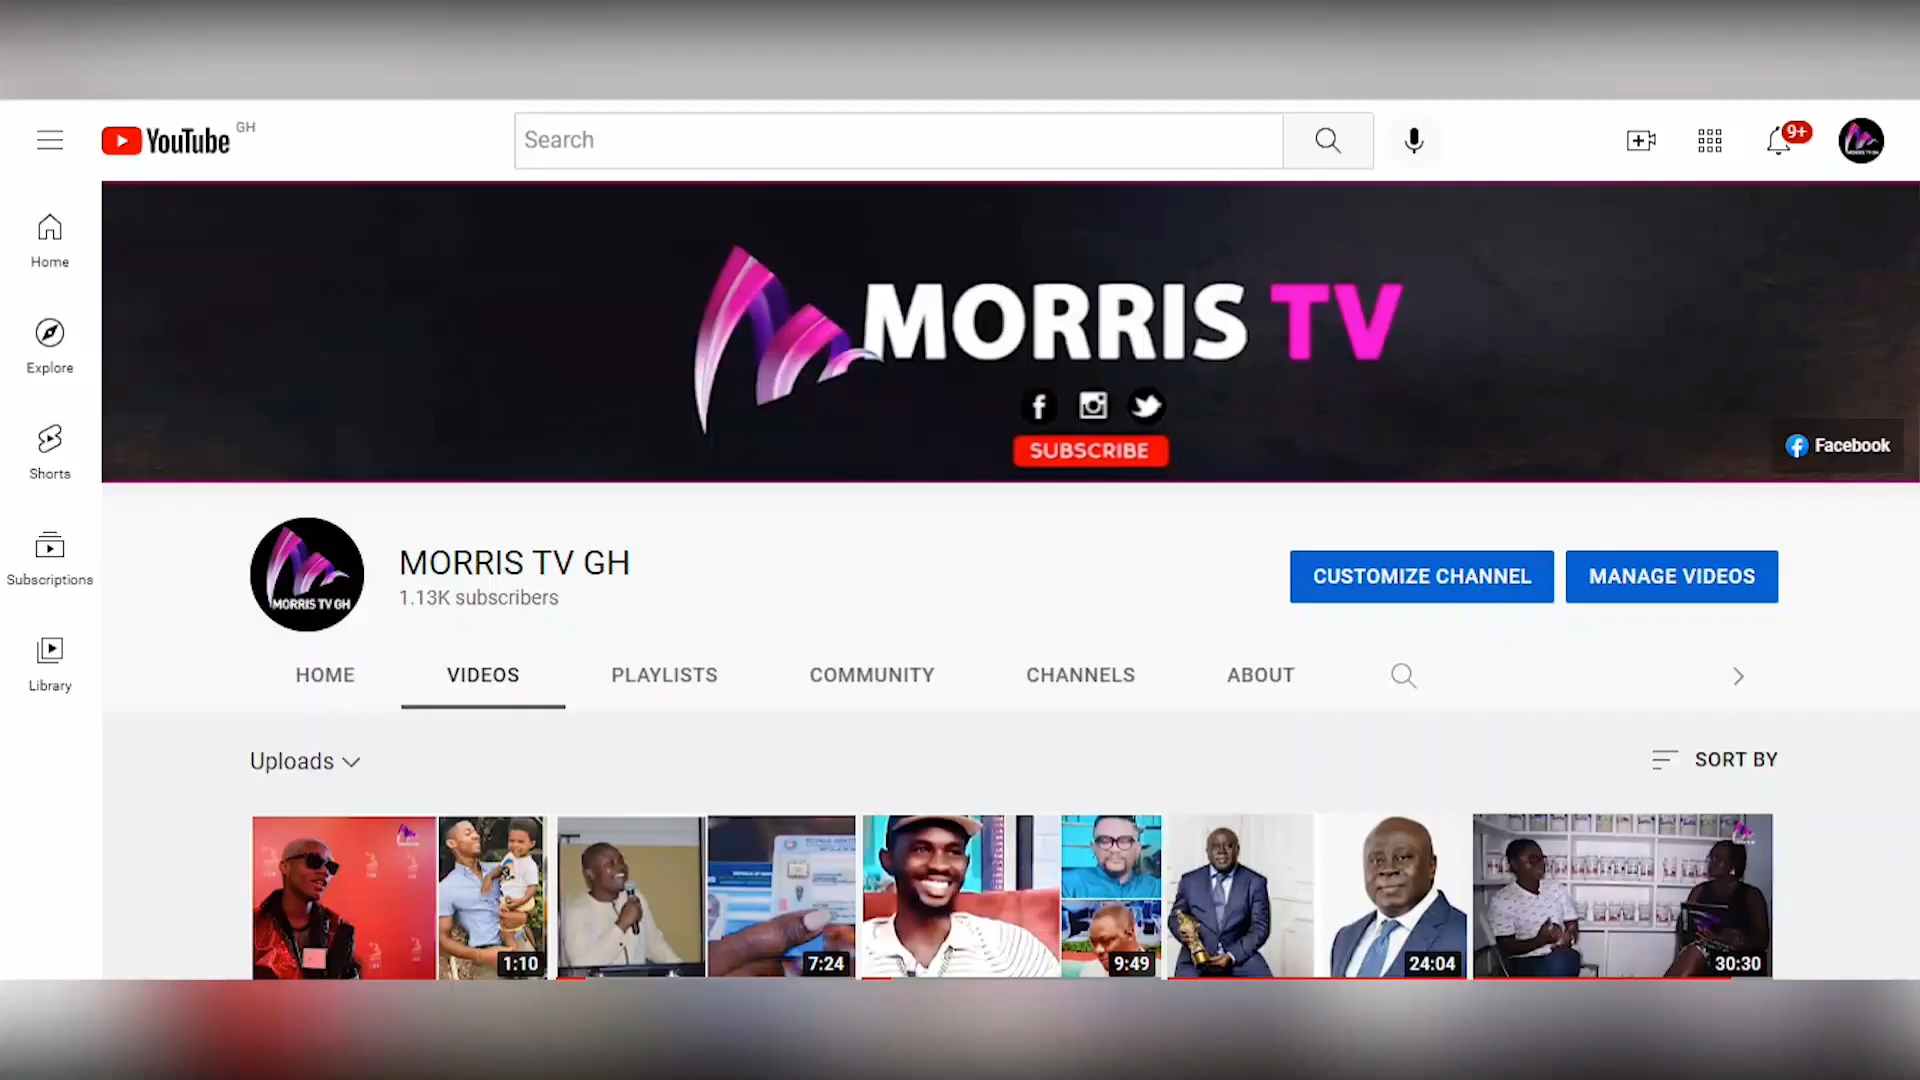 YouTube GH
Search
9+
Home
Explore
Shorts
Subscriptions
Library
MORRIS TV
SUBSCRIBE
Facebook
MORRIS TV GH
MORRIS TV GH
1.13K subscribers
CUSTOMIZE CHANNEL
MANAGE VIDEOS
HOME
VIDEOS
PLAYLISTS
COMMUNITY
CHANNELS
ABOUT
Uploads
SORT BY
1:10
7:24
9:49
24:04
30:30